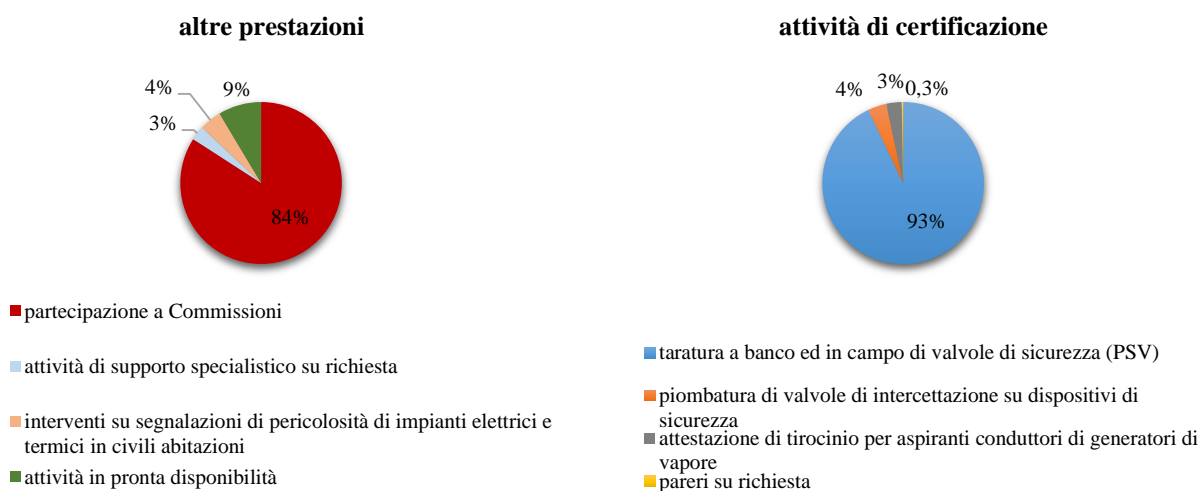 altre prestazioni
4%
9%
3%
84%
partecipazione a Commissioni
attività di supporto specialistico su richiesta
interventi su segnalazioni di pericolosità di impianti elettrici e
termici in civili abitazioni
attività in pronta disponibilità
attività di certificazione
4%
3%
0,3%
93%
taratura a banco ed in campo di valvole di sicurezza (PSV)
piombatura di valvole di intercettazione su dispositivi di
sicurezza
attestazione di tirocinio per aspiranti conduttori di generatori di
vapore
pareri su richiesta